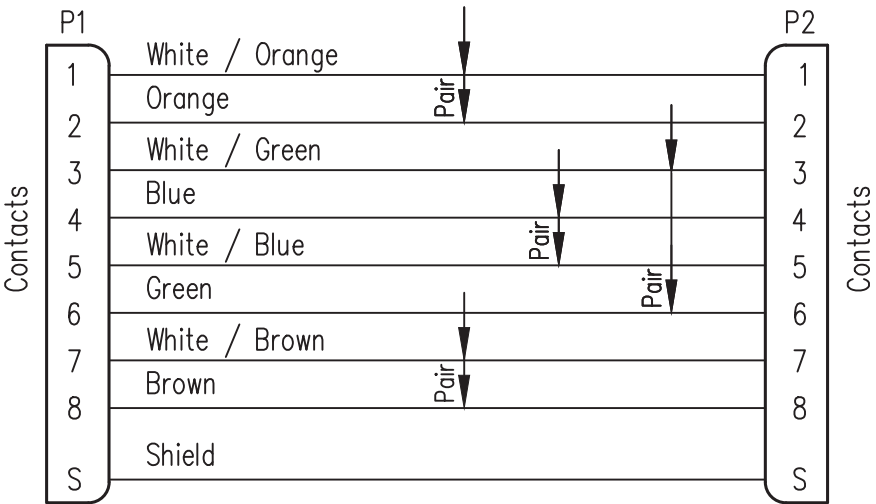 P1 P2
White / Orange
1 1
Orange
Pair
2 2
White / Green
3 3
Blue
4 4
Pair
White / Blue
5 5
Green
Pair
6 6
White / Brown
7 7
Brown
Pair
8 8
Shield
S S
Contacts
Contacts